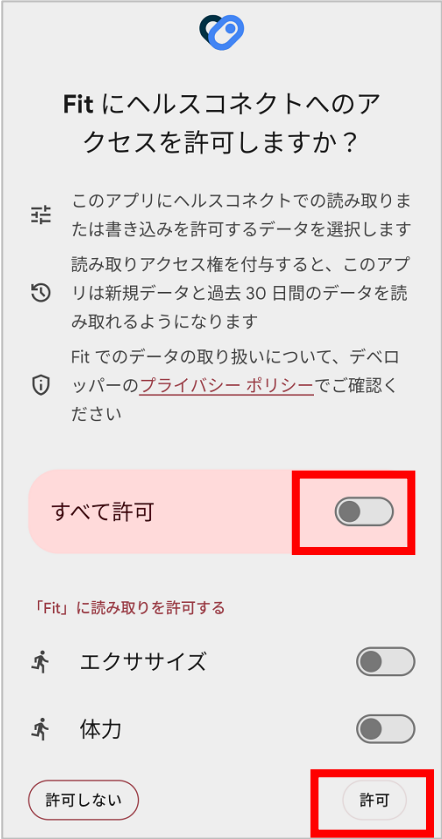 Fit にヘルスコネクトへのア
クセスを許可しますか？
このアプリにヘルスコネクトでの読み取りま
たは書き込みを許可するデータを選択します
読み取りアクセス権を付与すると、このアプ
リは新規データと過去 30 日間のデータを読
み取れるようになります
Fit でのデータの取り扱いについて、デベロ
ッパーのプライバシー ポリシーでご確認く
ださい
すべて許可
「Fit」に読み取りを許可する
エクササイズ
体力
許可しない
許可